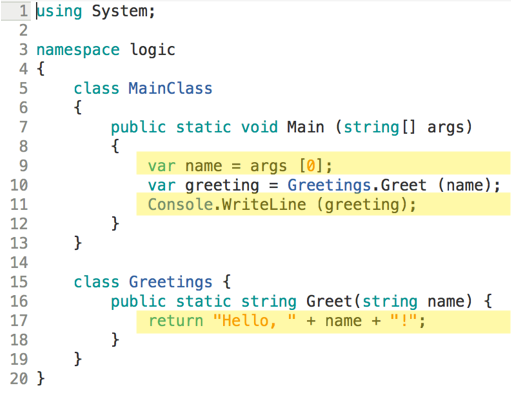 1 using System;
2
3 namespace logic
4 {
5 class MainClass
6 {
7 public static void Main (string[] args)
8 {
9 var name = args [0];
10 var greeting = Greetings.Greet (name);
11 Console.WriteLine (greeting);
12 }
13 }
14
15 class Greetings {
16 public static string Greet(string name) {
17 return "Hello, " + name + "!";
18 }
19 }
20 }